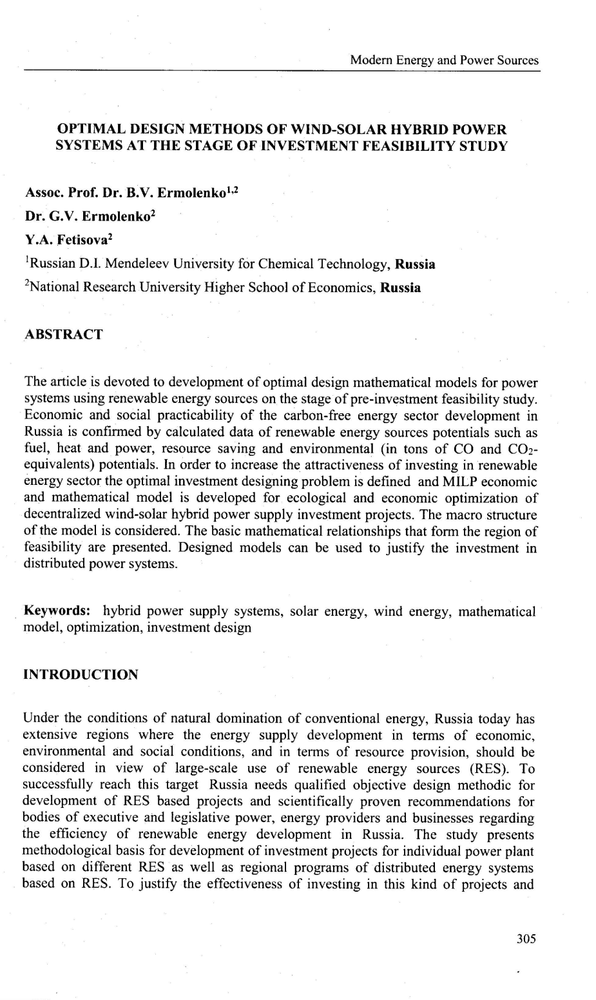 Modern Energy and Power Sources
OPTIMAL DESIGN METHODS OF WIND-SOLAR HYBRID POWER
SYSTEMS AT THE STAGE OF INVESTMENT FEASIBILITY STUDY
Assoc. Prof. Dr. B.V. Ermolenko¹,²
Dr. G.V. Ermolenko²
Y.A. Fetisova²
¹Russian D.I. Mendeleev University for Chemical Technology, Russia
²National Research University Higher School of Economics, Russia
ABSTRACT
The article is devoted to development of optimal design mathematical models for power
systems using renewable energy sources on the stage of pre-investment feasibility study.
Economic and social practicability of the carbon-free energy sector development in
Russia is confirmed by calculated data of renewable energy sources potentials such as
fuel, heat and power, resource saving and environmental (in tons of CO and CO₂-
equivalents) potentials. In order to increase the attractiveness of investing in renewable
energy sector the optimal investment designing problem is defined and MILP economic
and mathematical model is developed for ecological and economic optimization of
decentralized wind-solar hybrid power supply investment projects. The macro structure
of the model is considered. The basic mathematical relationships that form the region of
feasibility are presented. Designed models can be used to justify the investment in
distributed power systems.
Keywords: hybrid power supply systems, solar energy, wind energy, mathematical
model, optimization, investment design
INTRODUCTION
Under the conditions of natural domination of conventional energy, Russia today has
extensive regions where the energy supply development in terms of economic,
environmental and social conditions, and in terms of resource provision, should be
considered in view of large-scale use of renewable energy sources (RES). To
successfully reach this target Russia needs qualified objective design methodic for
development of RES based projects and scientifically proven recommendations for
bodies of executive and legislative power, energy providers and businesses regarding
the efficiency of renewable energy development in Russia. The study presents
methodological basis for development of investment projects for individual power plant
based on different RES as well as regional programs of distributed energy systems
based on RES. To justify the effectiveness of investing in this kind of projects and
305